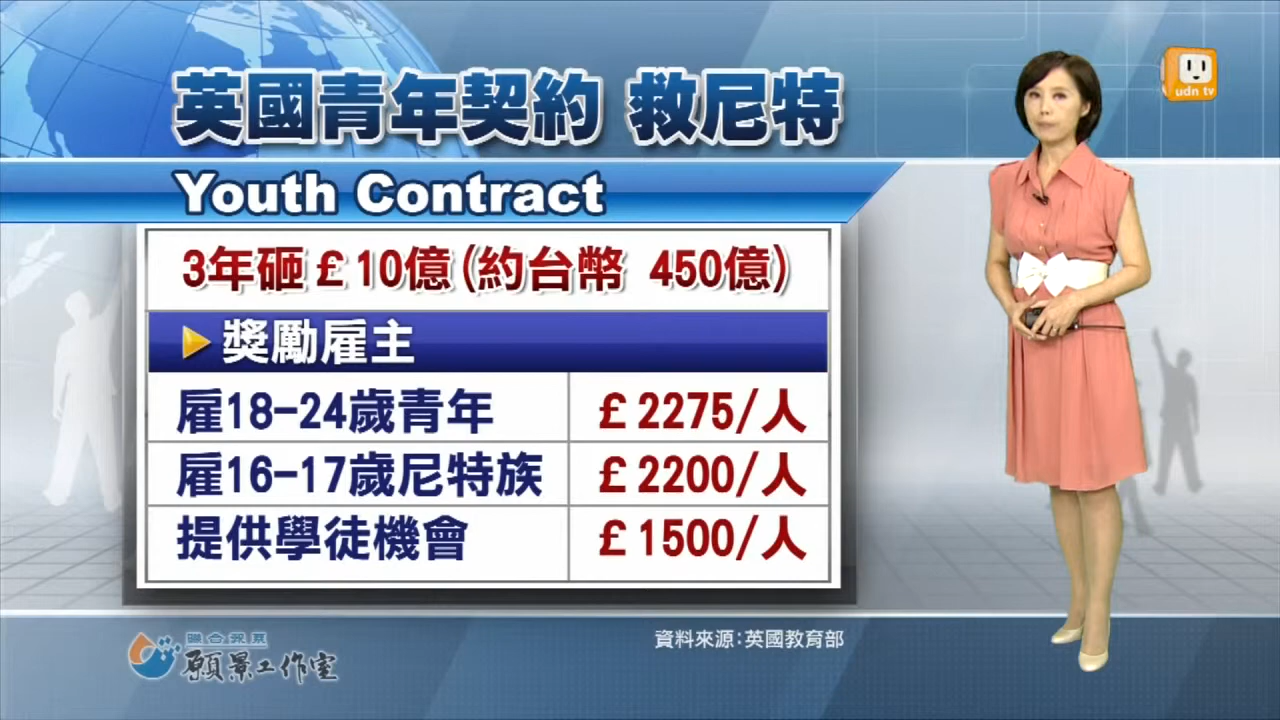 英國青年契約 救尼特
udn tv
Youth Contract
3年砸£10億(約台幣 450億)
獎勵雇主
雇18-24歲青年 £2275/人
雇16-17歲尼特族 £2200/人
提供學徒機會 £1500/人
聯合報系
願景工作室
資料來源:英國教育部